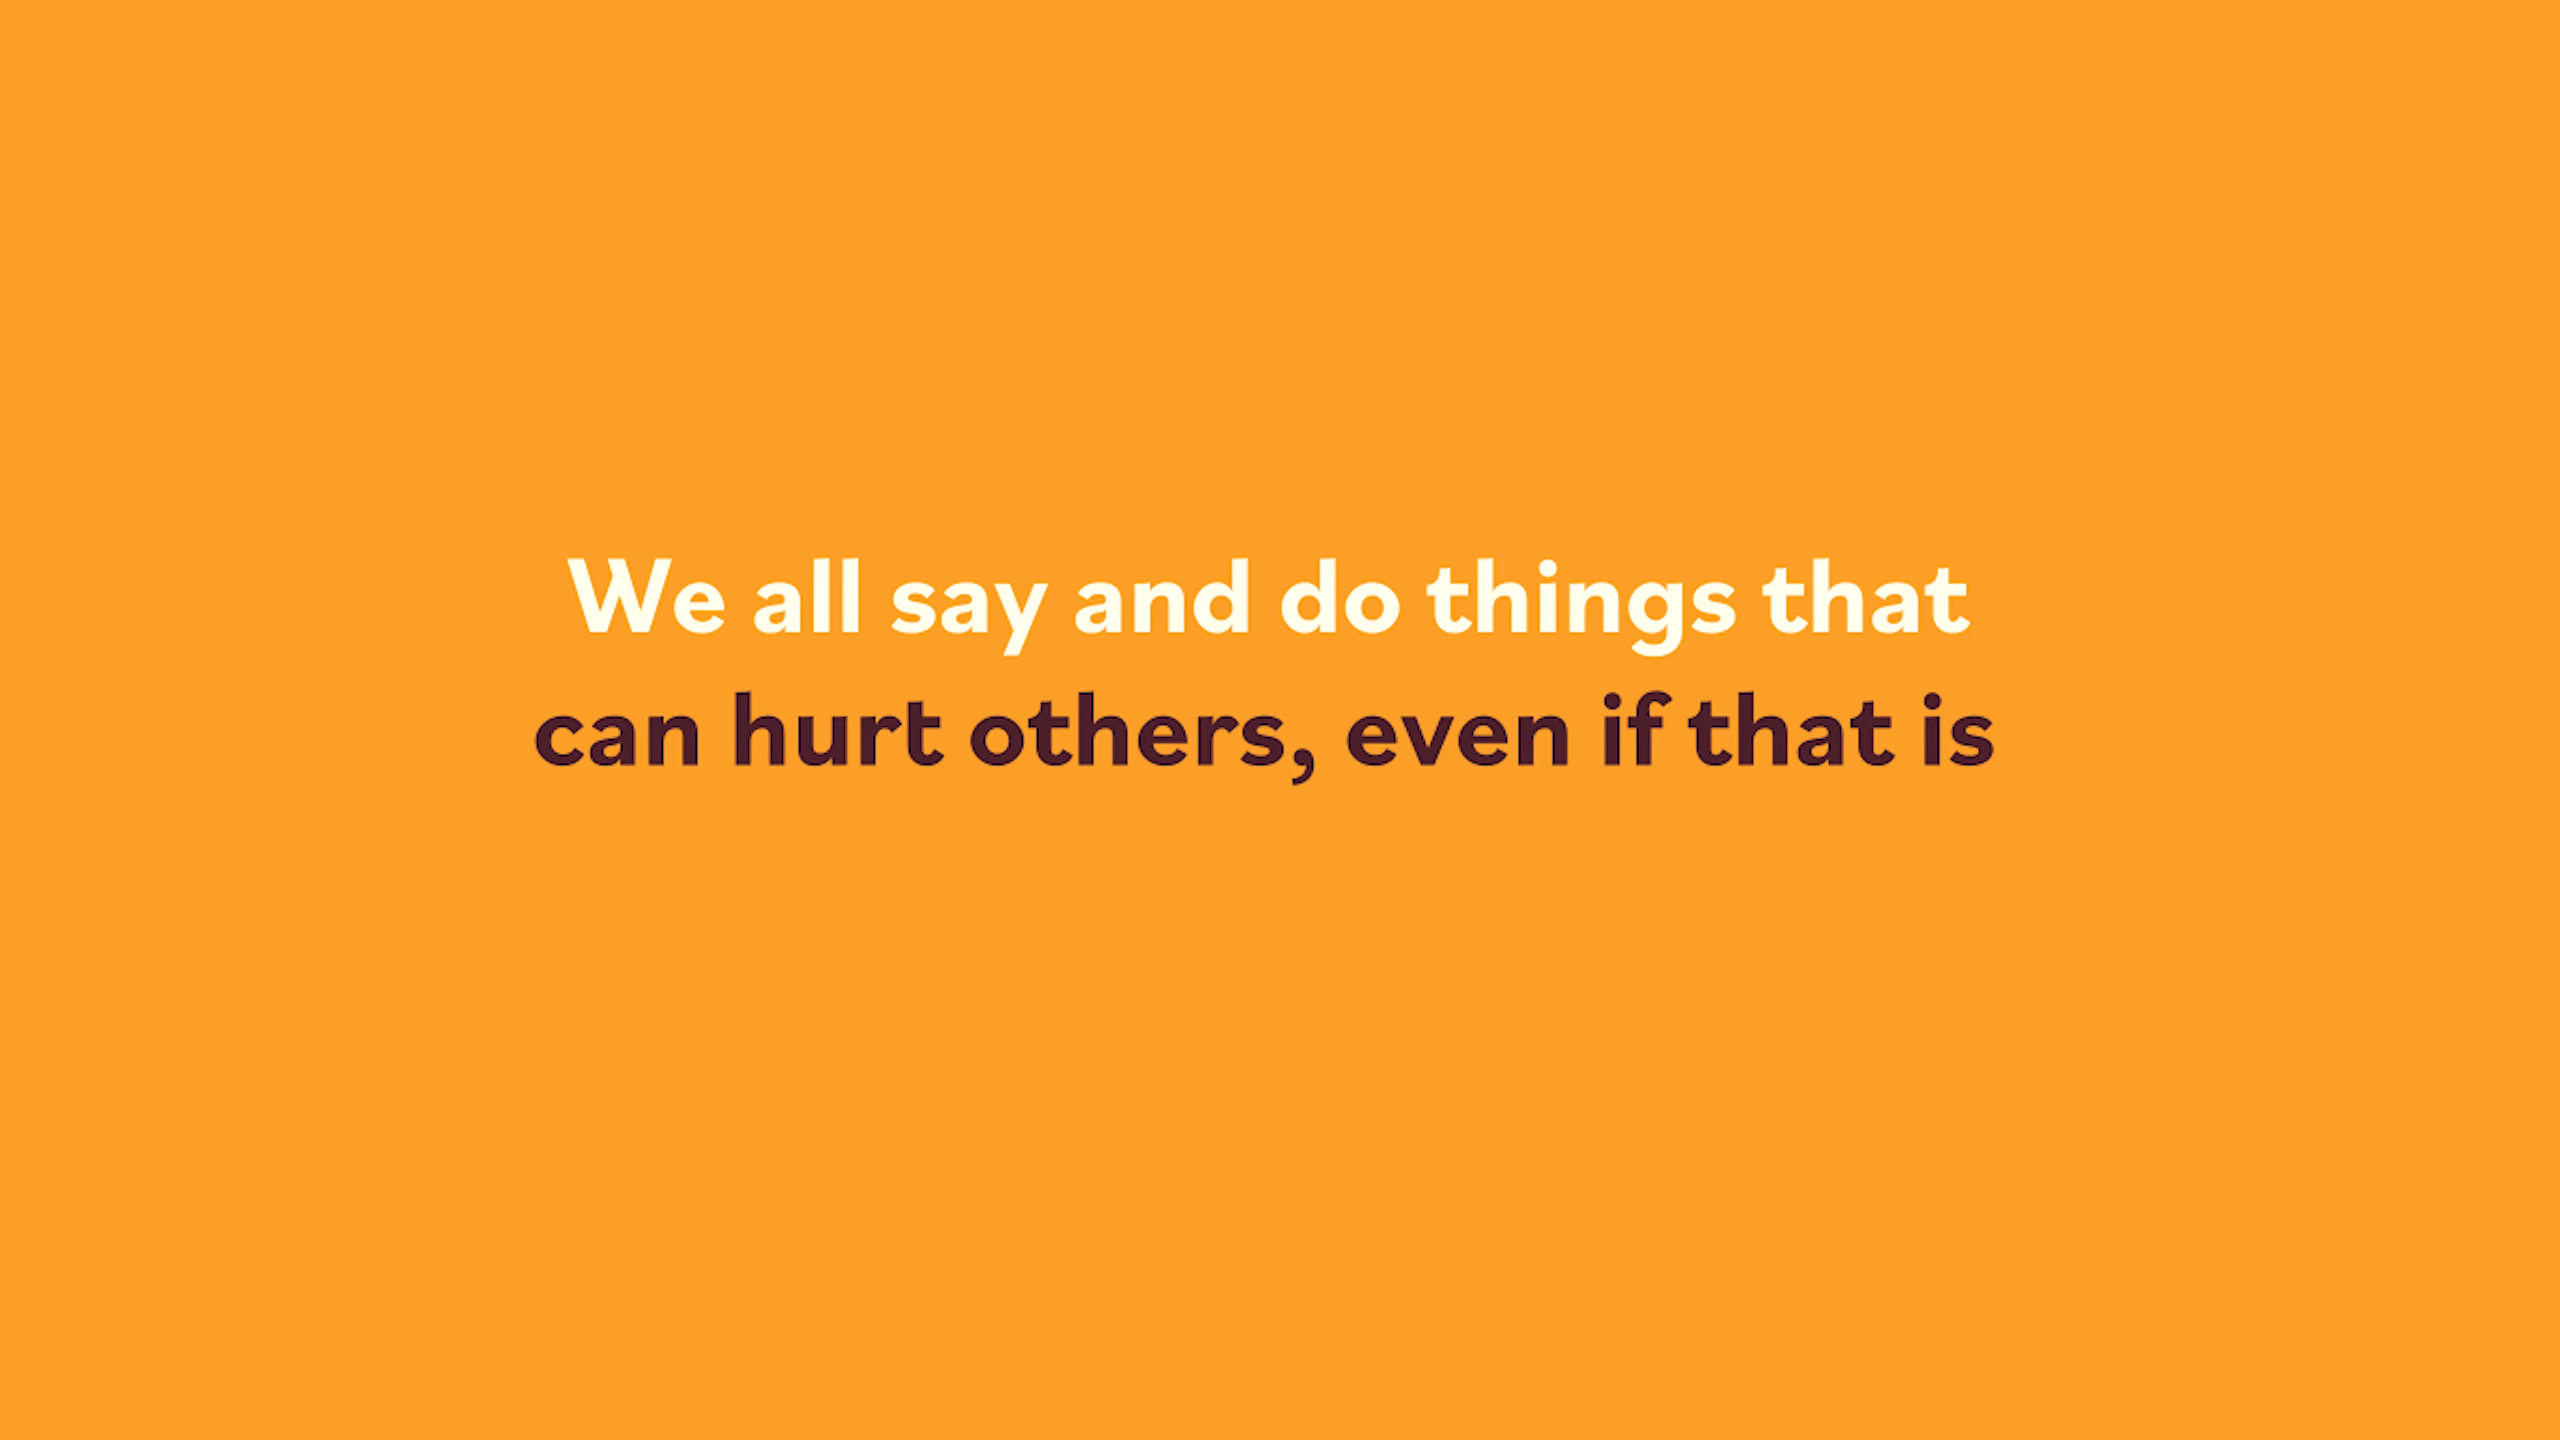 We all say and do things that
can hurt others, even if that is